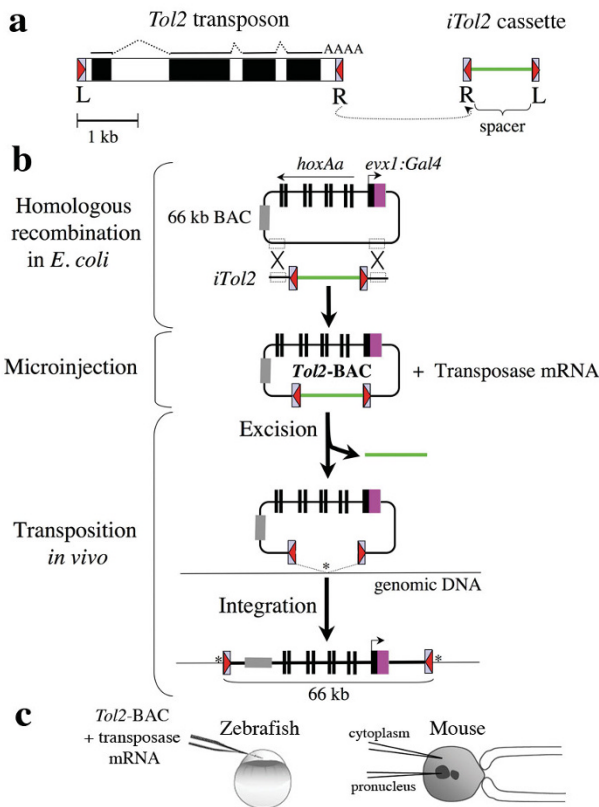 a
Tol2 transposon
iTol2 cassette
AAAA
L
R
R
L
1 kb
spacer
b
hoxAa
evx1:Gal4
Homologous
recombination
in E. coli
66 kb BAC
iTol2
Microinjection
Tol2-BAC
+ Transposase mRNA
Excision
Transposition
in vivo
*
genomic DNA
Integration
*
*
66 kb
c
Tol2-BAC
+ transposase
mRNA
Zebrafish
Mouse
cytoplasm
pronucleus